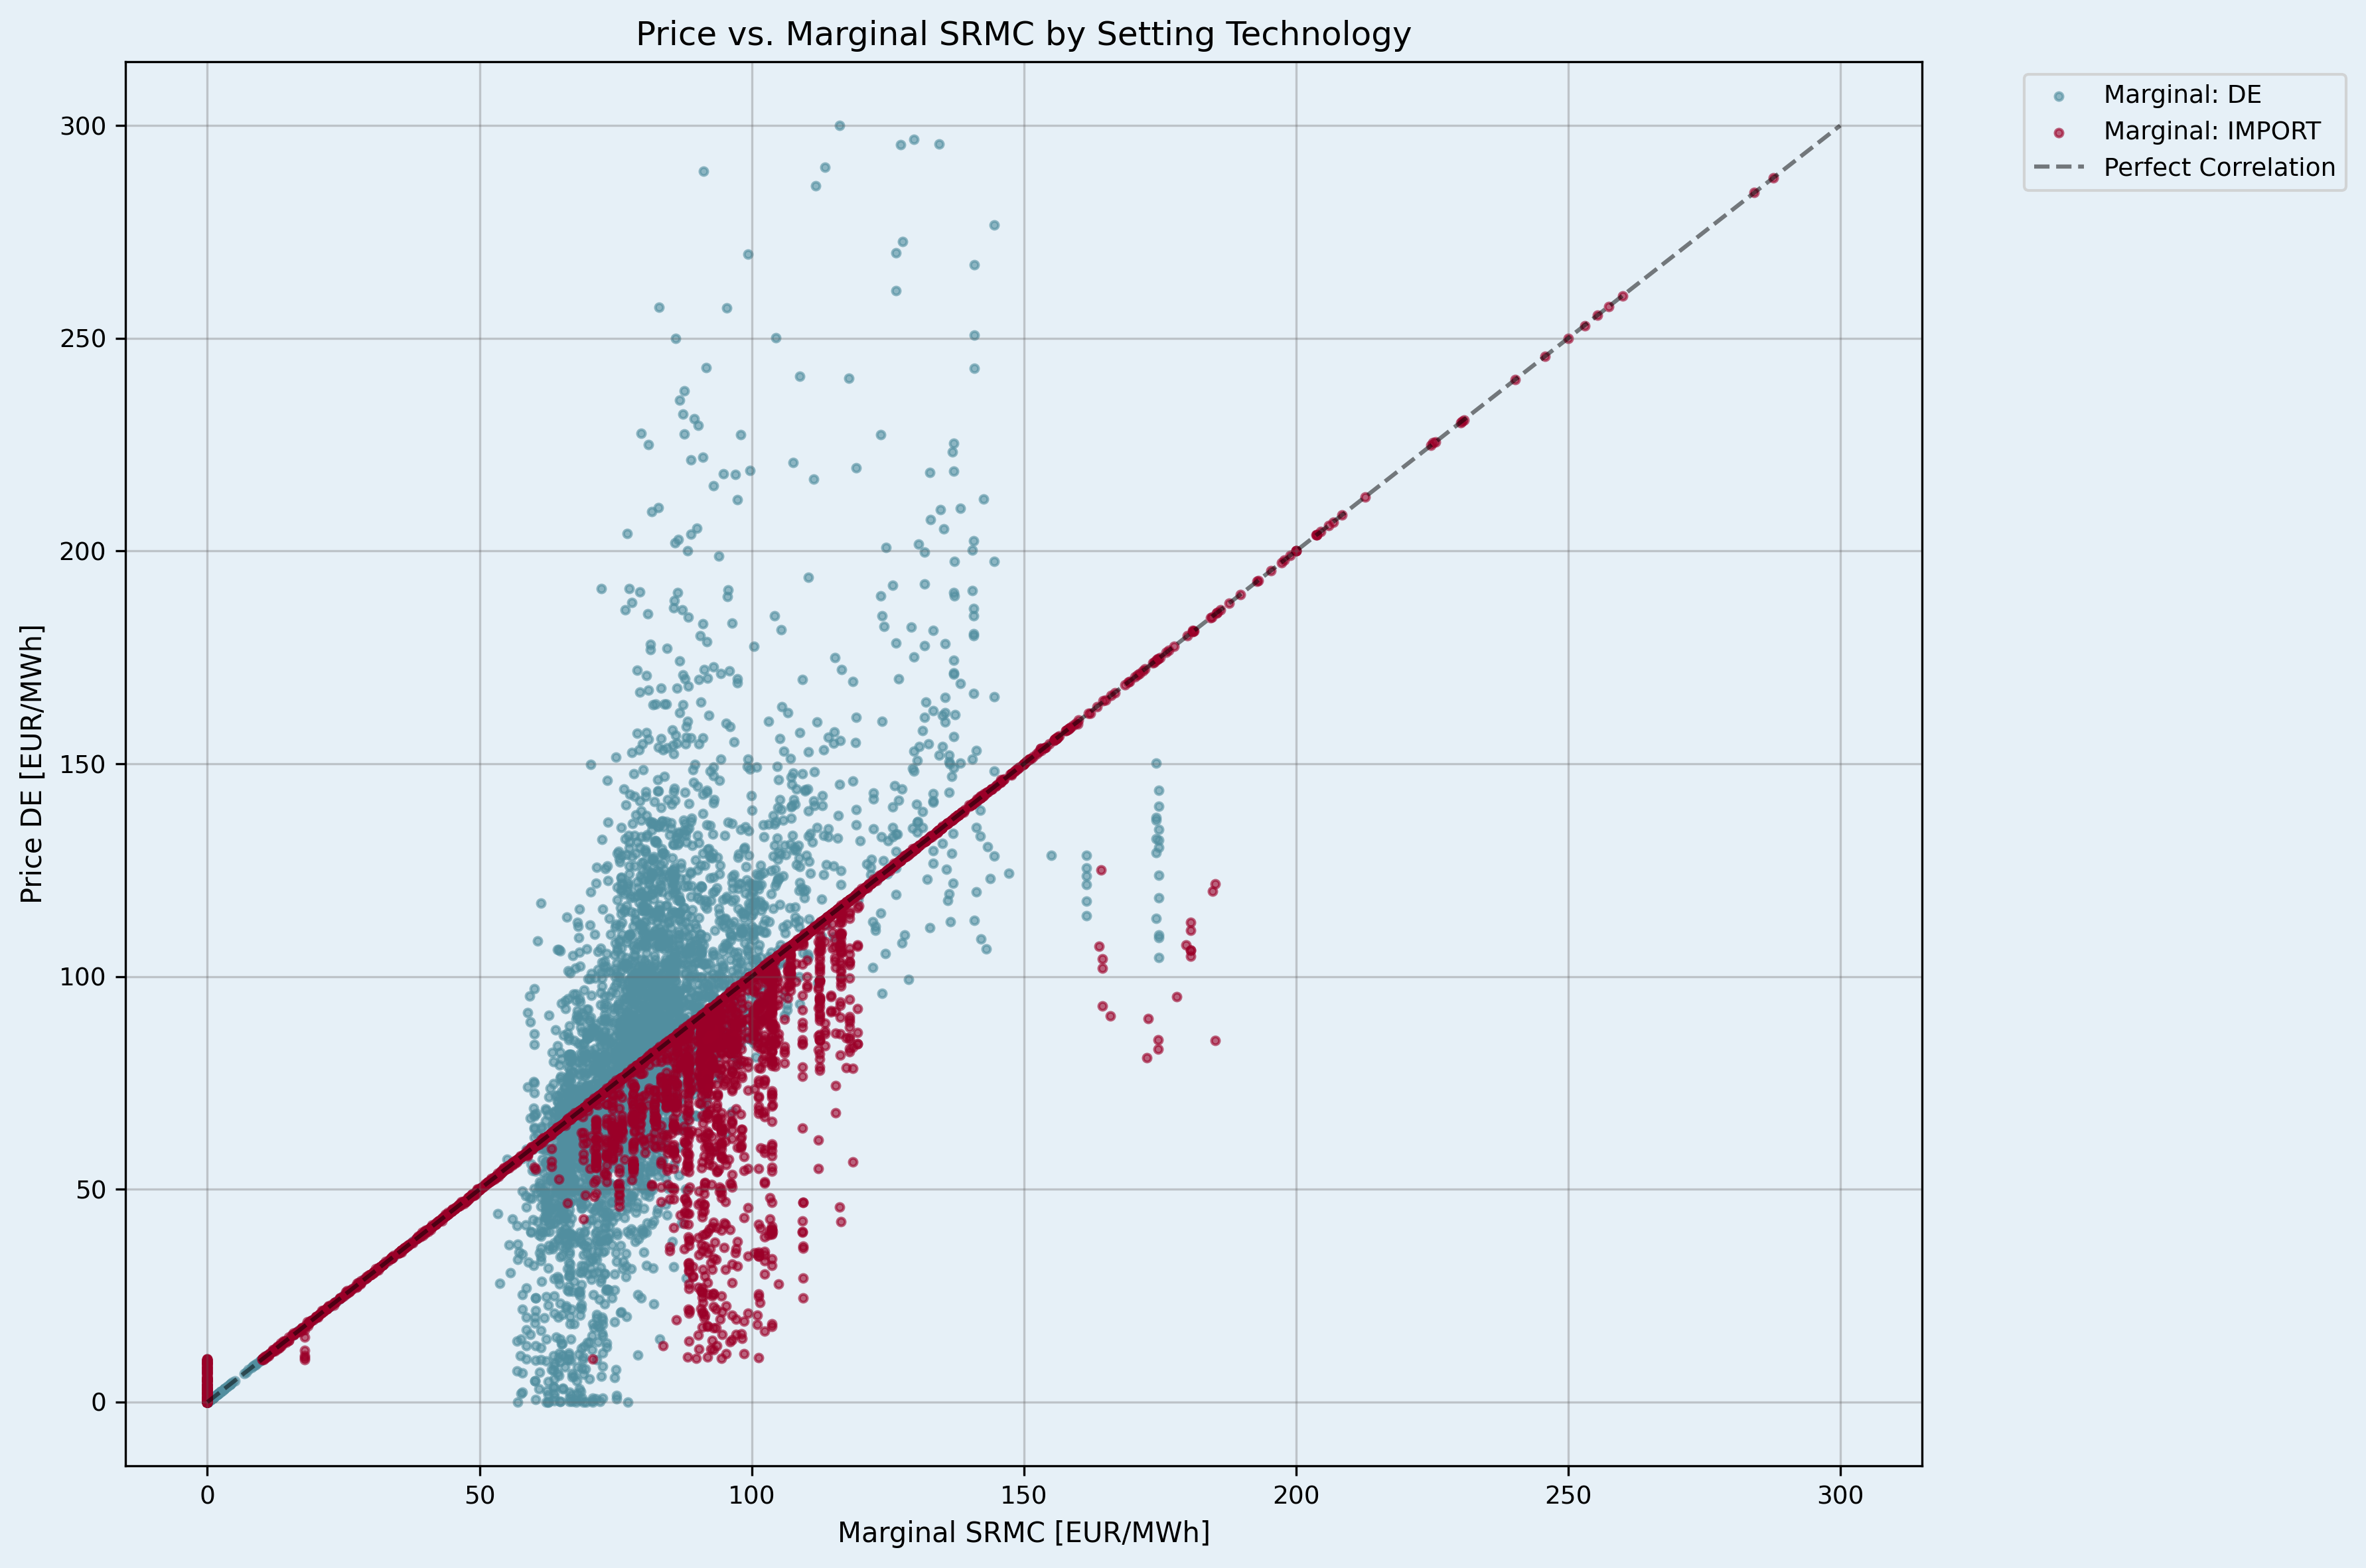 Price vs. Marginal SRMC by Setting Technology
Marginal: DE
Marginal: IMPORT
Perfect Correlation
Price DE [EUR/MWh]
300
250
200
150
100
50
0
0
50
100
150
200
250
300
Marginal SRMC [EUR/MWh]